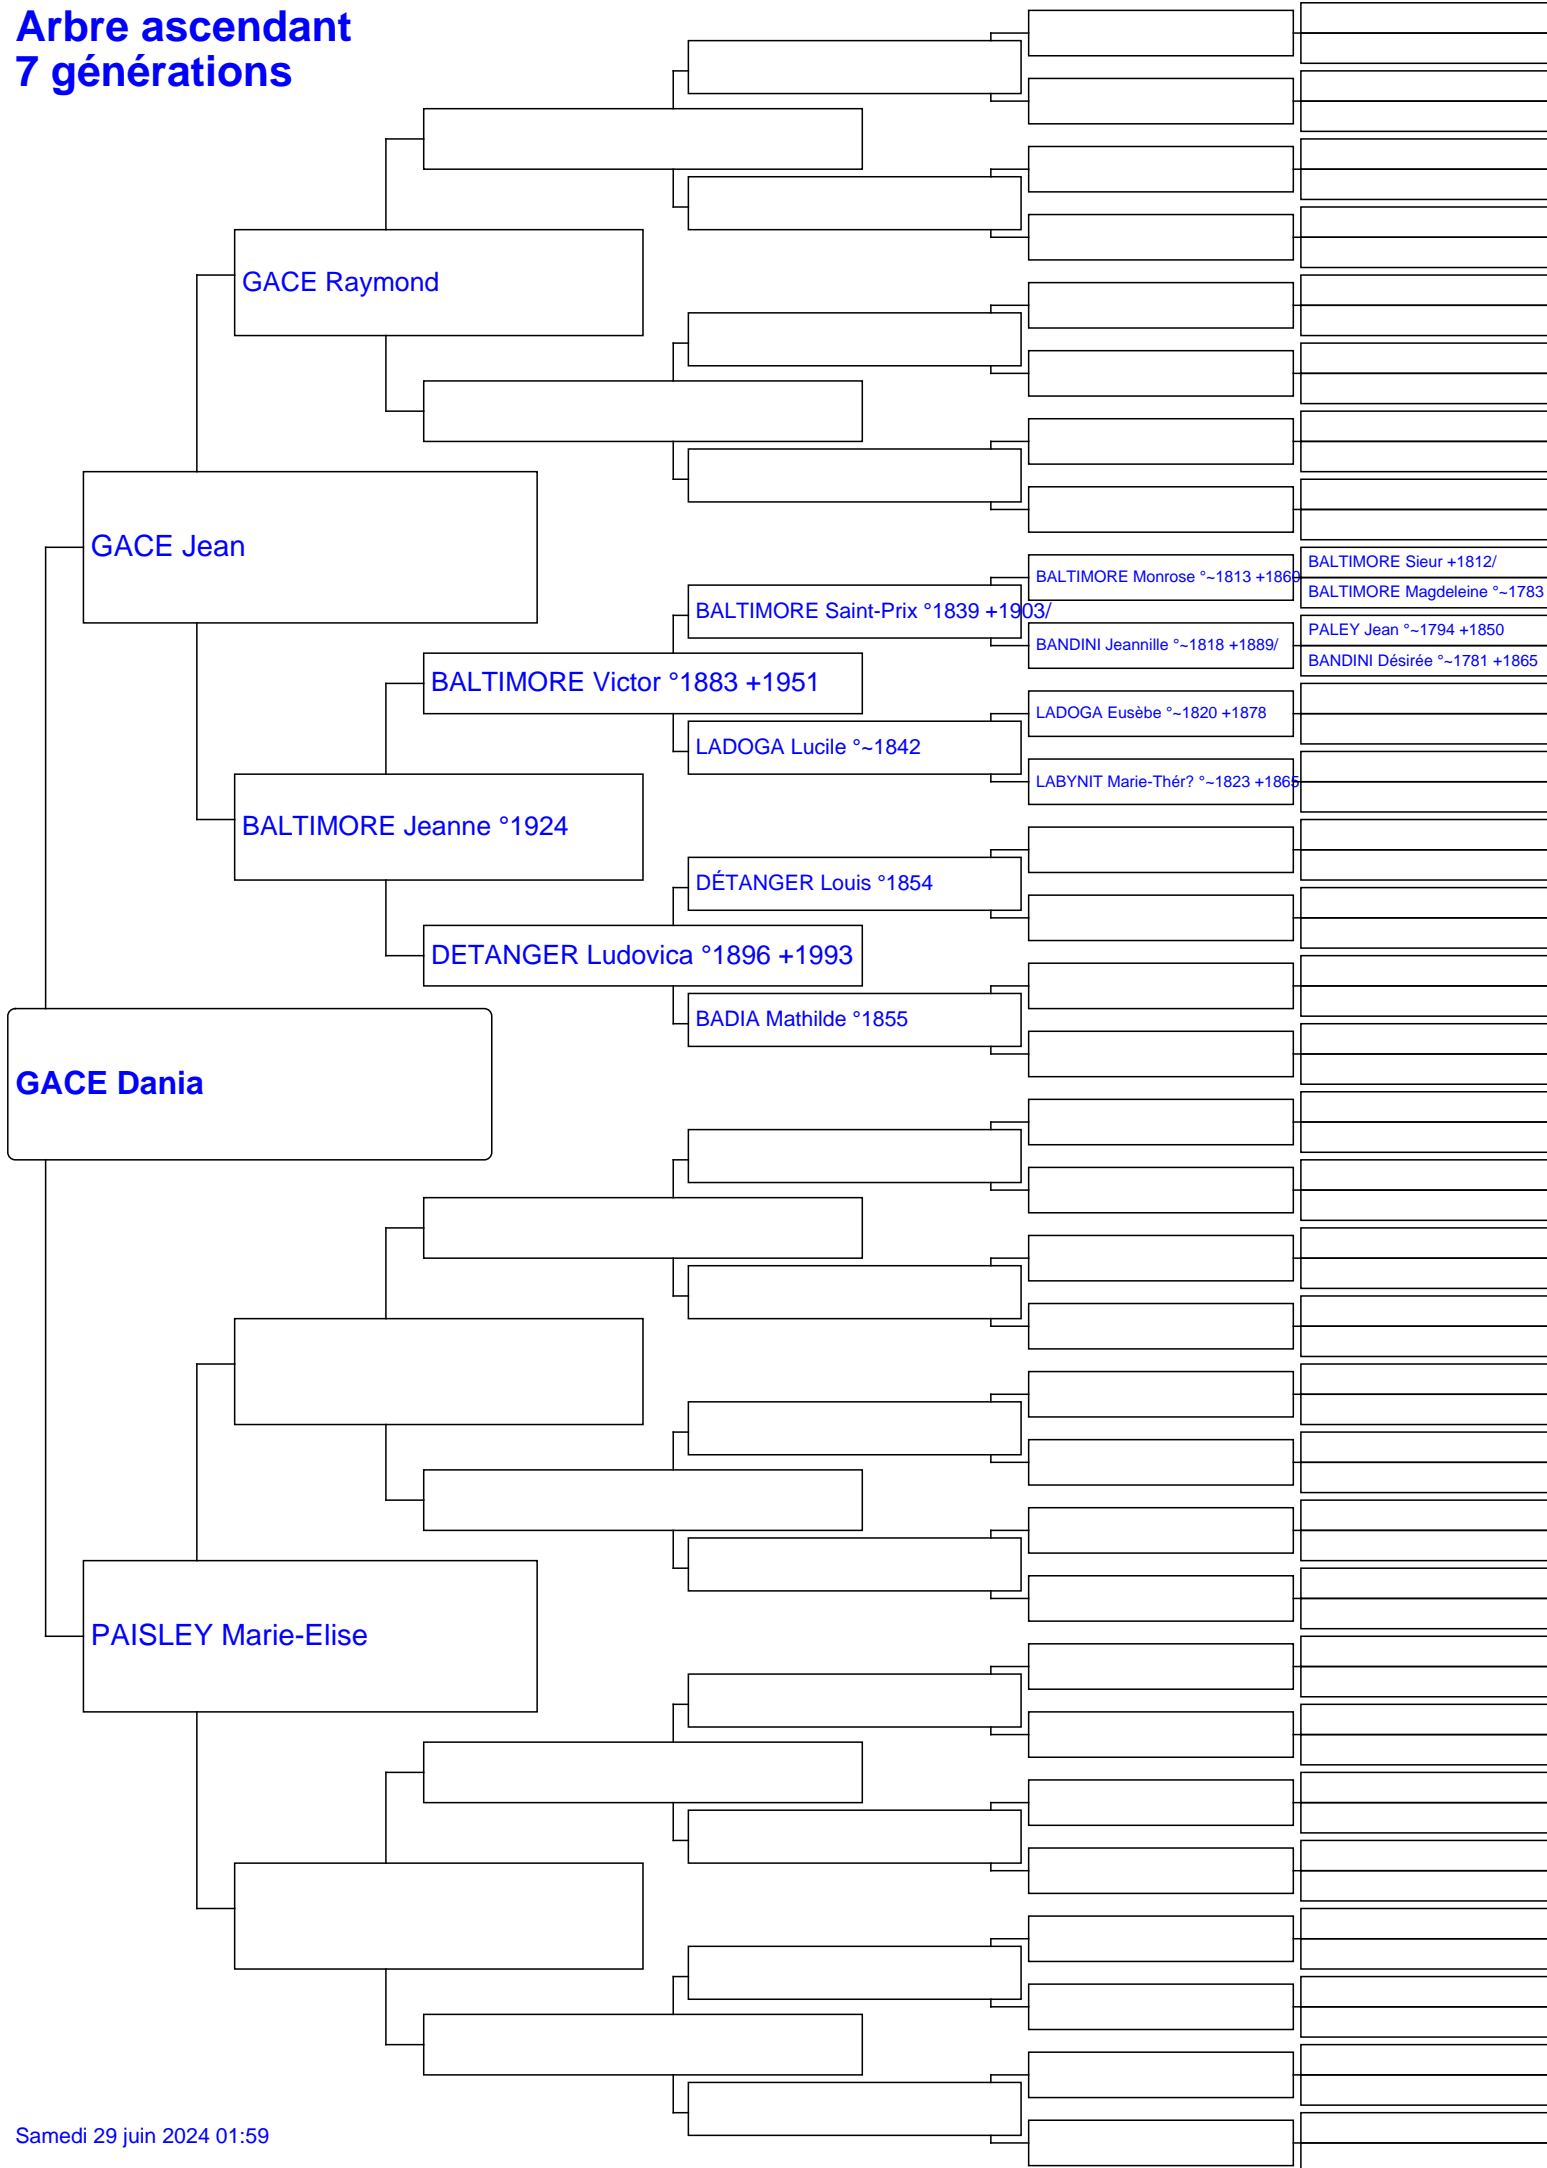 Arbre ascendant
7 générations
GACE Raymond
GACE Jean
BALTIMORE Sieur +1812/
BALTIMORE Monrose °~1813 +1860
BALTIMORE Magdeleine °~1783
BALTIMORE Saint-Prix °1839 +1903/
PALEY Jean °~1794 +1850
BANDINI Jeannille °~1818 +1889/
BANDINI Désirée °~1781 +1865
BALTIMORE Victor °1883 +1951
LADOGA Eusèbe °~1820 +1878
LADOGA Lucile °~1842
LABYNIT Marie-Thér? °~1823 +1865
BALTIMORE Jeanne °1924
DÉTANGER Louis °1854
DETANGER Ludovica °1896 +1993
BADIA Mathilde °1855
GACE Dania
PAISLEY Marie-Elise
Samedi 29 juin 2024 01:59